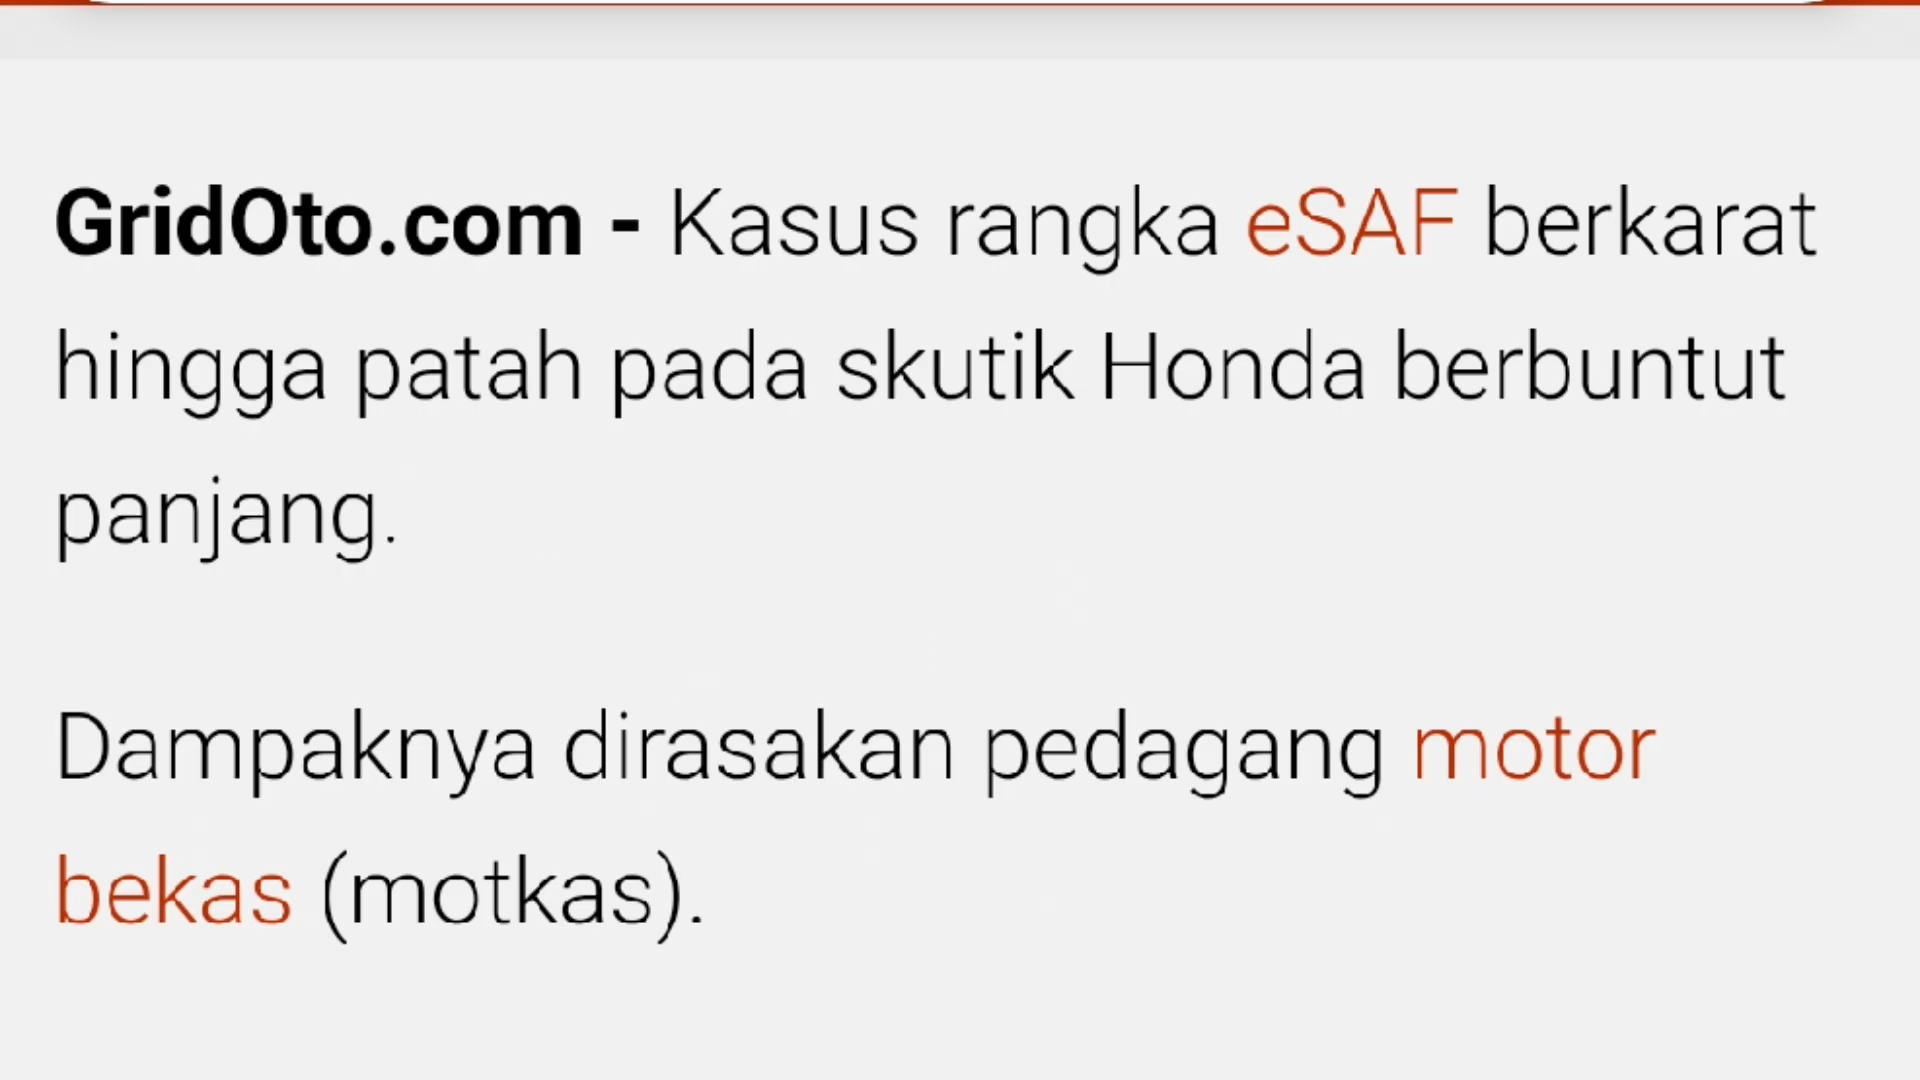 GridOto.com - Kasus rangka eSAF berkarat
hingga patah pada skutik Honda berbuntut
panjang.
Dampaknya dirasakan pedagang motor
bekas (motkas).